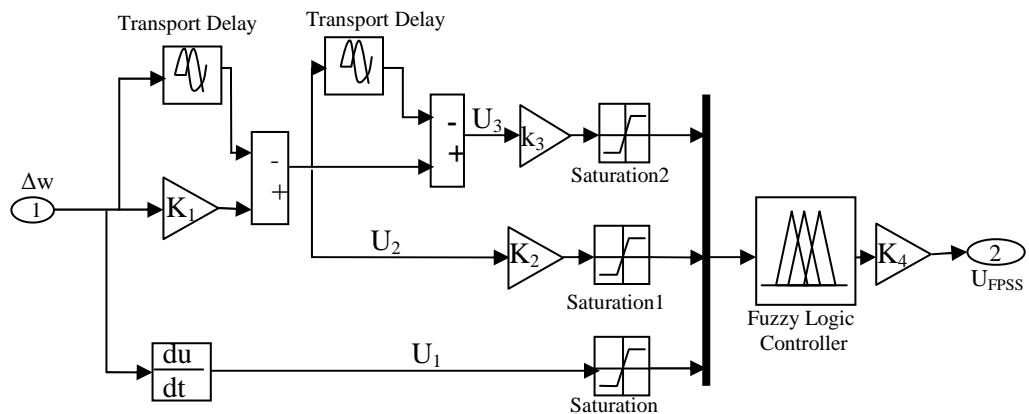 Transport Delay
Transport Delay
-
+
-
+
U3
k3
Saturation2
Δw
1
K1
U2
K2
Saturation1
Fuzzy Logic
Controller
K4
2
UFPSS
du
dt
U1
Saturation